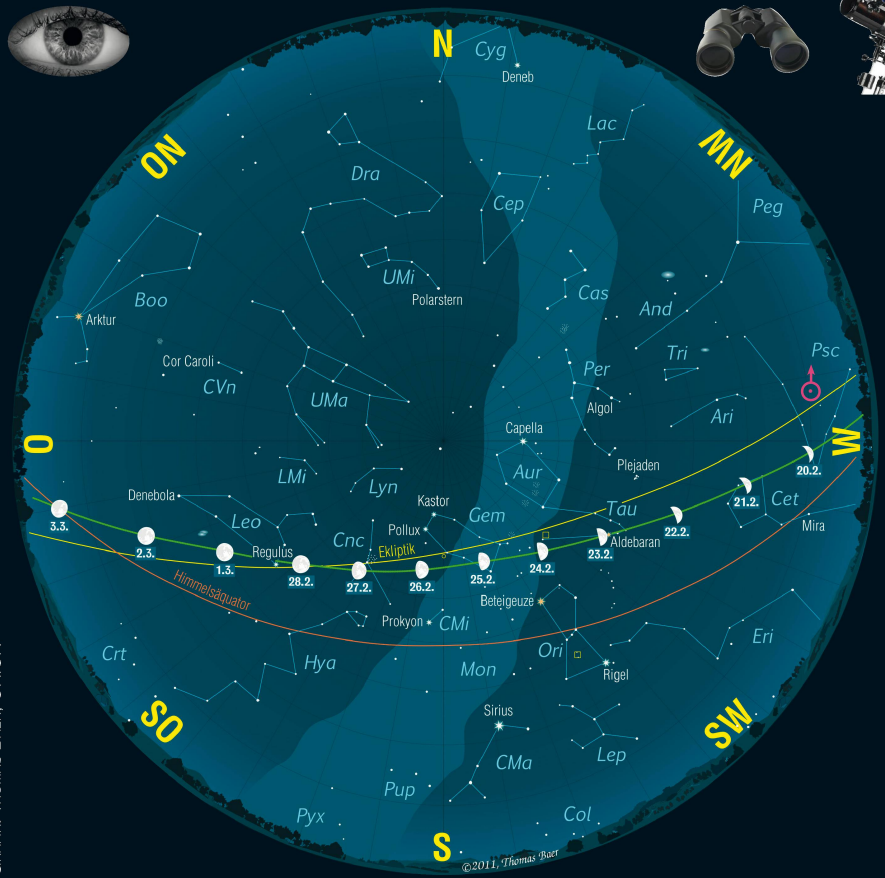 N
Cyg
Deneb
Lac
NO
NW
Dra
Cep
Peg
UMi
Polarstern
Cas
And
Boo
Arktur
Cor Caroli
CVn
UMa
Per
Algol
Tri
Psc
Ari
Capella
Aur
Plejaden
O
W
LMi
Lyn
Denebola
Leo
Kastor
Pollux
Gem
Tau
Aldebaran
Cet
Mira
Cnc
Regulus
Ekliptik
3.3.
2.3.
1.3.
28.2.
27.2.
26.2.
25.2.
24.2.
23.2.
22.2.
21.2.
20.2.
Himmelsäquator
Beteigeuze
Prokyon
CMi
Ori
Rigel
Eri
Crt
Hya
Mon
SO
SW
Sirius
CMa
Lep
Pup
Pyx
Col
S
©2011, Thomas Baer